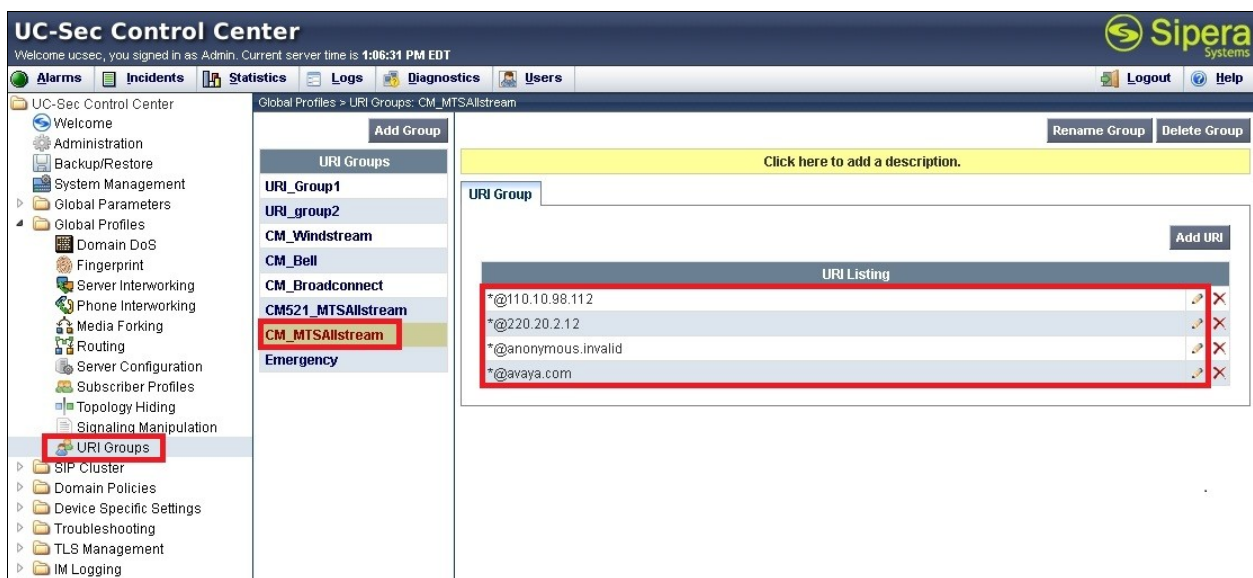 UC-Sec Control Center
Welcome ucsec, you signed in as Admin. Current server time is 1:06:31 PM EDT
Sipera
Systems
Alarms Incidents Statistics Logs Diagnostics Users Logout Help
UC-Sec Control Center
Welcome
Administration
Backup/Restore
System Management
Global Parameters
Global Profiles
Domain DoS
Fingerprint
Server Interworking
Phone Interworking
Media Forking
Routing
Server Configuration
Subscriber Profiles
Topology Hiding
Signaling Manipulation
URI Groups
SIP Cluster
Domain Policies
Device Specific Settings
Troubleshooting
TLS Management
IM Logging
Global Profiles > URI Groups: CM_MTSAllstream
Add Group
URI Groups
URI_Group1
URI_group2
CM_Windstream
CM_Bell
CM_Broadconnect
CM521_MTSAllstream
CM_MTSAllstream
Emergency
Rename Group Delete Group
Click here to add a description.
URI Group
Add URI
URI Listing
*@110.10.98.112
*@220.20.2.12
*@anonymous.invalid
*@avaya.com